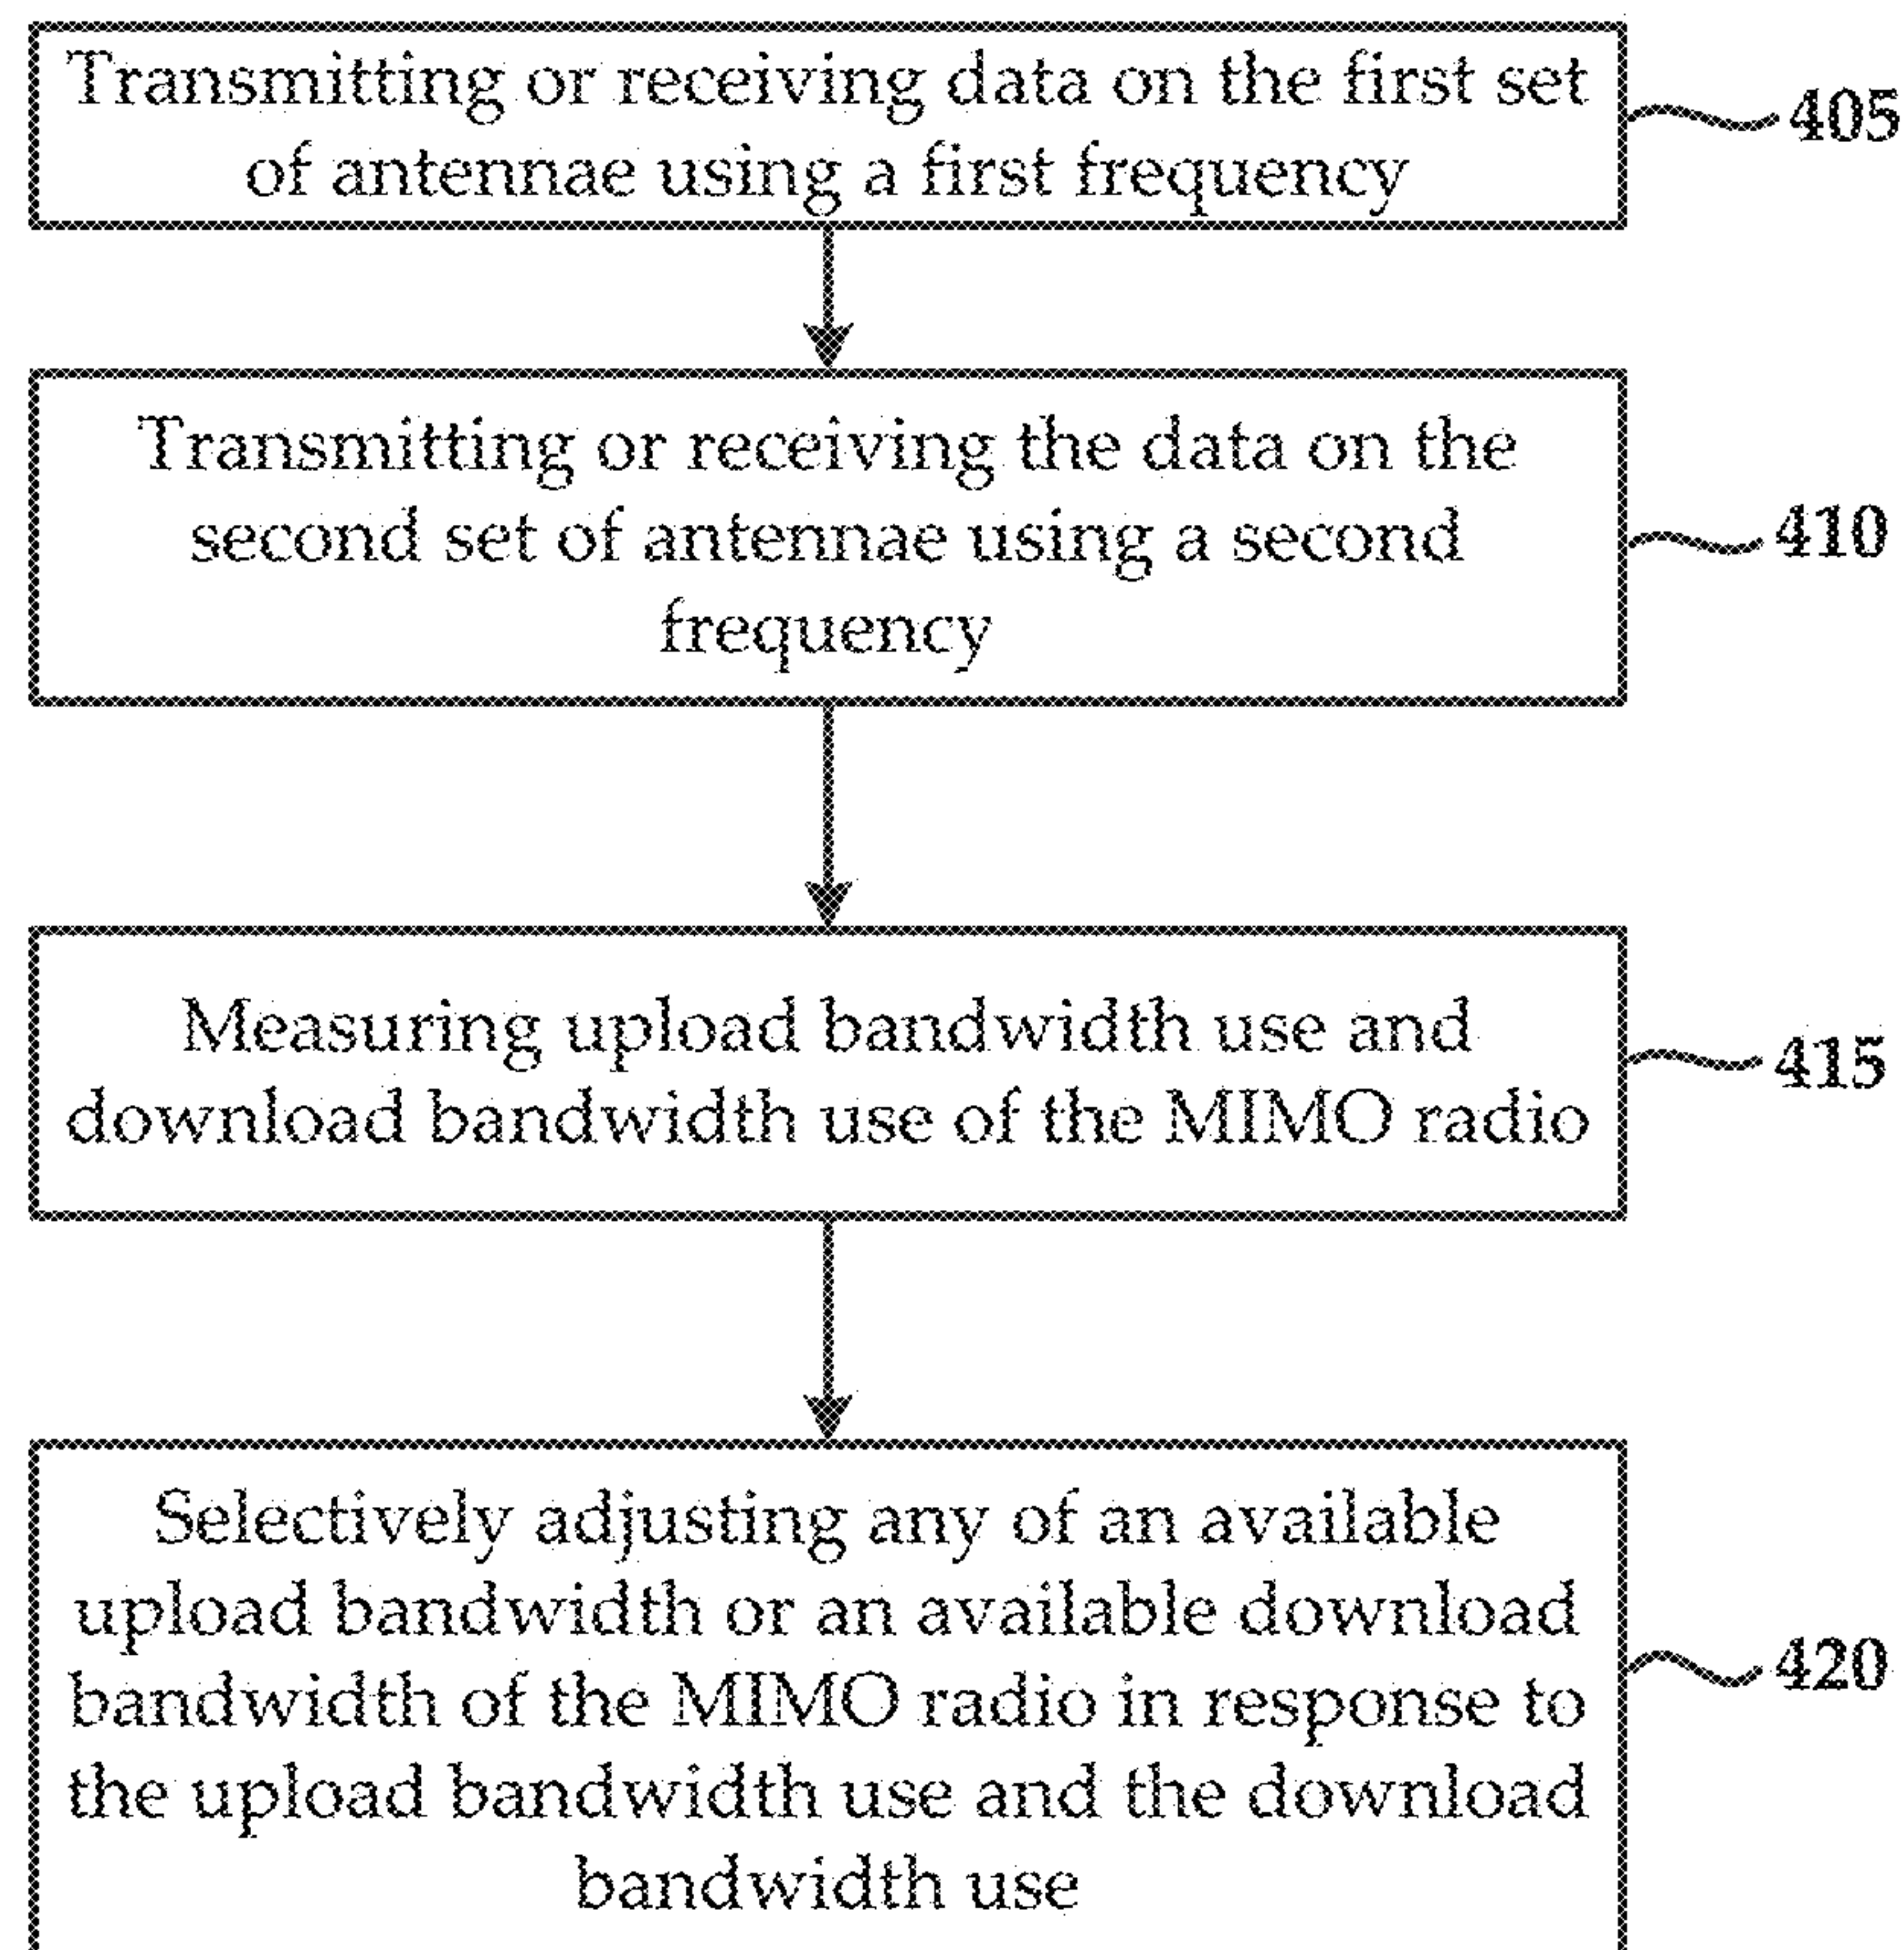 Transmitting or receiving data on the first set
of antennae using a first frequency
405
Transmitting or receiving the data on the
second set of antennae using a second
frequency
410
Measuring upload bandwidth use and
download bandwidth use of the MIMO radio
415
Selectively adjusting any of an available
upload bandwidth or an available download
bandwidth of the MIMO radio in response to
the upload bandwidth use and the download
bandwidth use
420